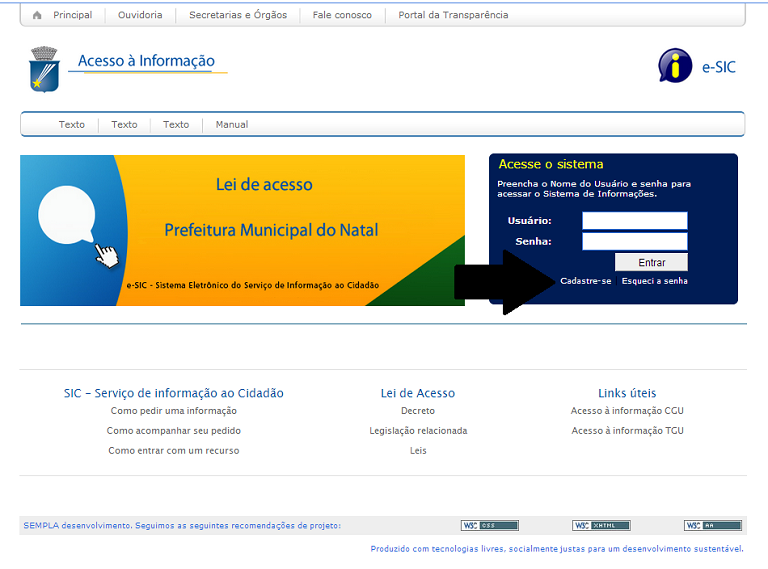 Principal
Ouvidoria
Secretarias e Órgãos
Fale conosco
Portal da Transparência
Acesso à Informação
e-SIC
Texto
Texto
Texto
Manual
Lei de acesso
Prefeitura Municipal do Natal
e-SIC - Sistema Eletrônico do Serviço de Informação ao Cidadão
Acesse o sistema
Preencha o Nome do Usuário e senha para
acessar o Sistema de Informações.
Usuário:
Senha:
Entrar
Cadastre-se
Esqueci a senha
SIC - Serviço de informação ao Cidadão
Como pedir uma informação
Como acompanhar seu pedido
Como entrar com um recurso
Lei de Acesso
Decreto
Legislação relacionada
Leis
Links úteis
Acesso à informação CGU
Acesso à informação TGU
SEMPLA desenvolvimento. Seguimos as seguintes recomendações de projeto:
W3C CSS
W3C XHTML
W3C AA
Produzido com tecnologias livres, socialmente justas para um desenvolvimento sustentável.